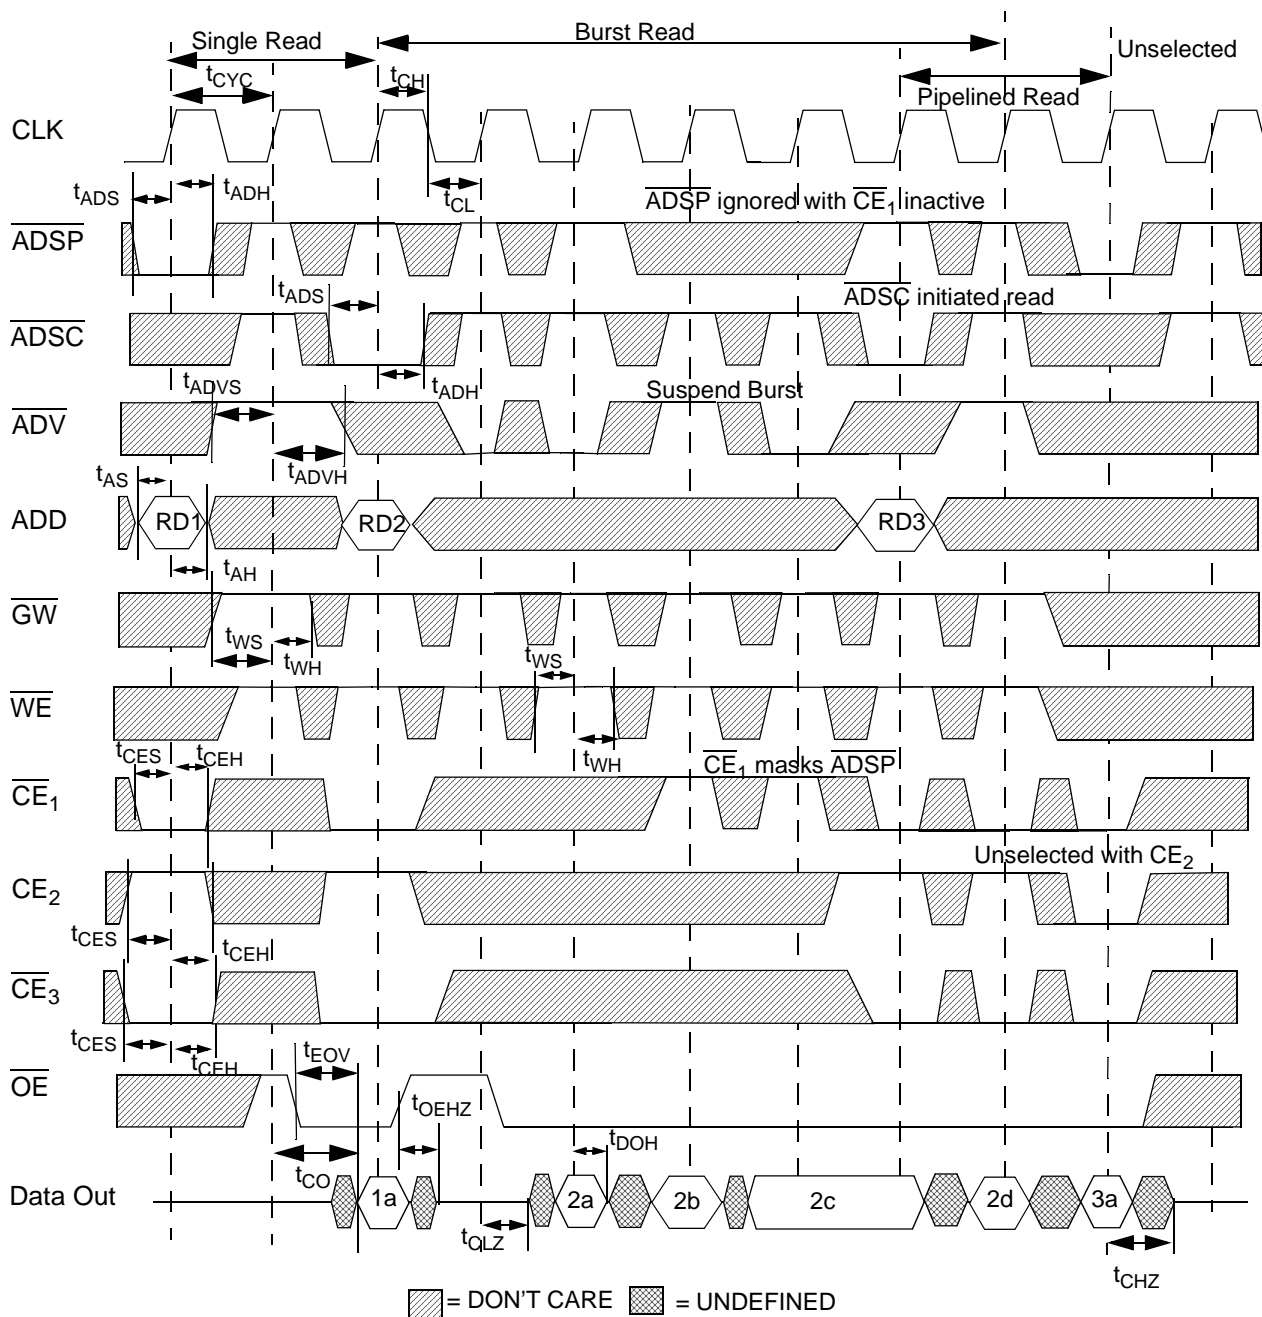 Single Read
Burst Read
Unselected
tCYC
tCH
Pipelined Read
CLK
tADS
tADH
tCL
ADSP ignored with CE1 inactive
ADSP
tADS
ADSC initiated read
ADSC
tADVS
tADH
Suspend Burst
ADV
tADVH
tAS
ADD
RD1
RD2
RD3
tAH
GW
tWS
tWH
tWS
WE
tCES
tCEH
tWH
CE1 masks ADSP
CE1
Unselected with CE2
CE2
tCES
tCEH
CE3
tCES
tCEH
tEOV
OE
tOEHZ
tDOH
tCO
Data Out
1a
2a
2b
2c
2d
3a
tCLZ
tCHZ
= DON'T CARE
= UNDEFINED